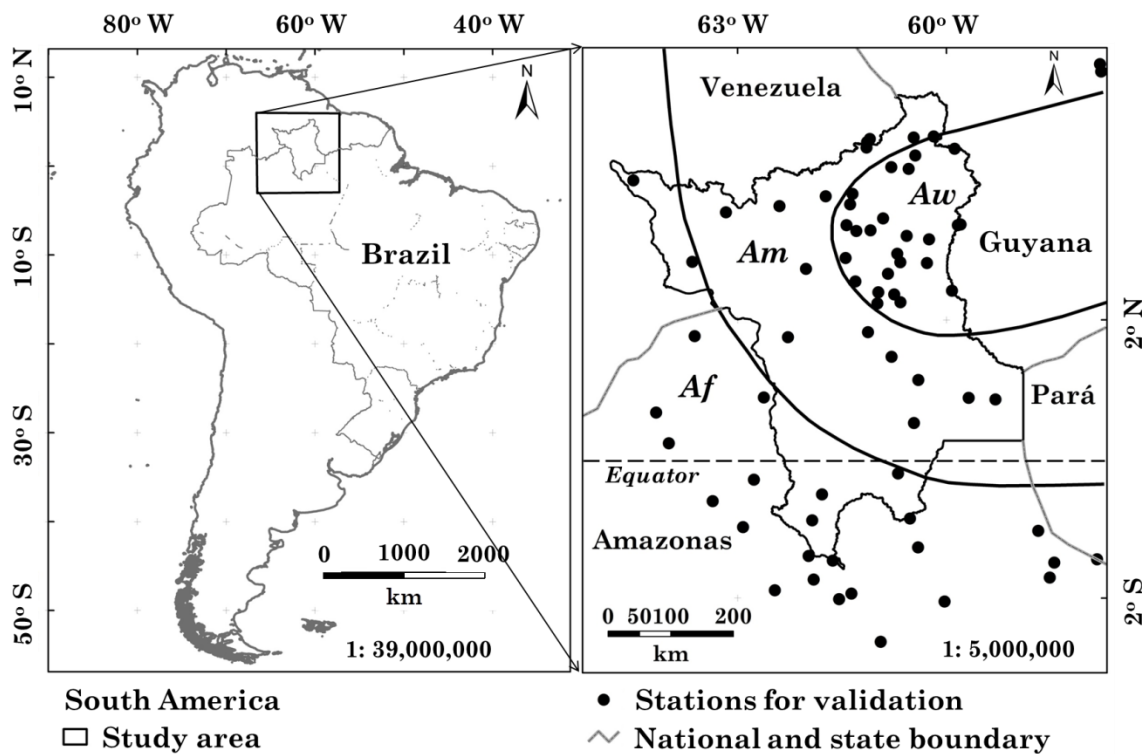 80° W 60° W 40° W
63° W 60° W
10° N
10° S
30° S
50° S
N
Brazil
0 1000 2000
km
1: 39,000,000
N
Venezuela
Aw
Guyana
Am
2° N
Af
Pará
Equator
Amazonas
2° S
0 50 100 200
km
1: 5,000,000
South America
Study area
Stations for validation
National and state boundary